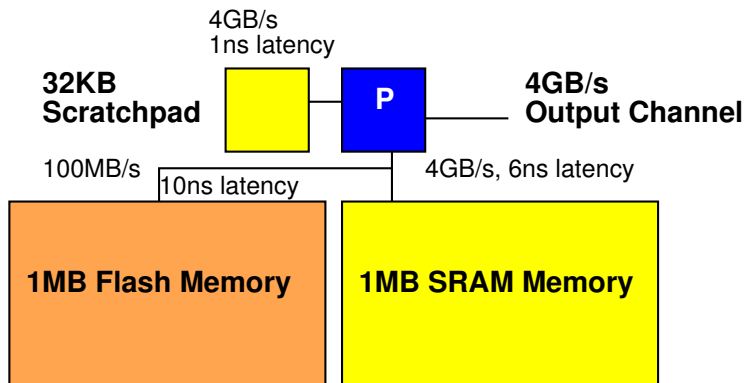 4GB/s
1ns latency
32KB
Scratchpad
P
4GB/s
Output Channel
100MB/s
10ns latency
4GB/s, 6ns latency
1MB Flash Memory
1MB SRAM Memory